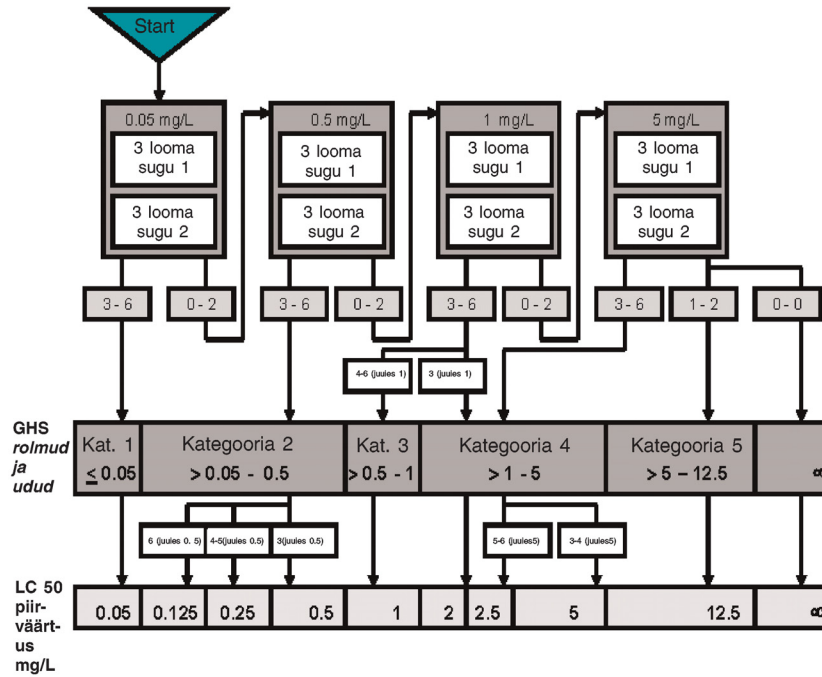 Start
0.05 mg/L
0.5 mg/L
1 mg/L
5 mg/L
3 looma
sugu 1
3 looma
sugu 1
3 looma
sugu 1
3 looma
sugu 1
3 looma
sugu 2
3 looma
sugu 2
3 looma
sugu 2
3 looma
sugu 2
3 - 6
0 - 2
3 - 6
0 - 2
3 - 6
0 - 2
3 - 6
1 - 2
0 - 0
4-6 (juules 1)
3 (juules 1)
GHS
rolmud
ja
udud
Kat. 1
≤ 0.05
Kategooria 2
> 0.05 - 0.5
Kat. 3
> 0.5 - 1
Kategooria 4
> 1 - 5
Kategooria 5
> 5 – 12.5
∞
6 (juules 0. 5)
4-5(juules 0.5)
3(juules 0.5)
5-6 (juules5)
3-4 (juules5)
LC 50
piir-
väärt-
us
mg/L
0.05
0.125
0.25
0.5
1
2
2.5
5
12.5
∞